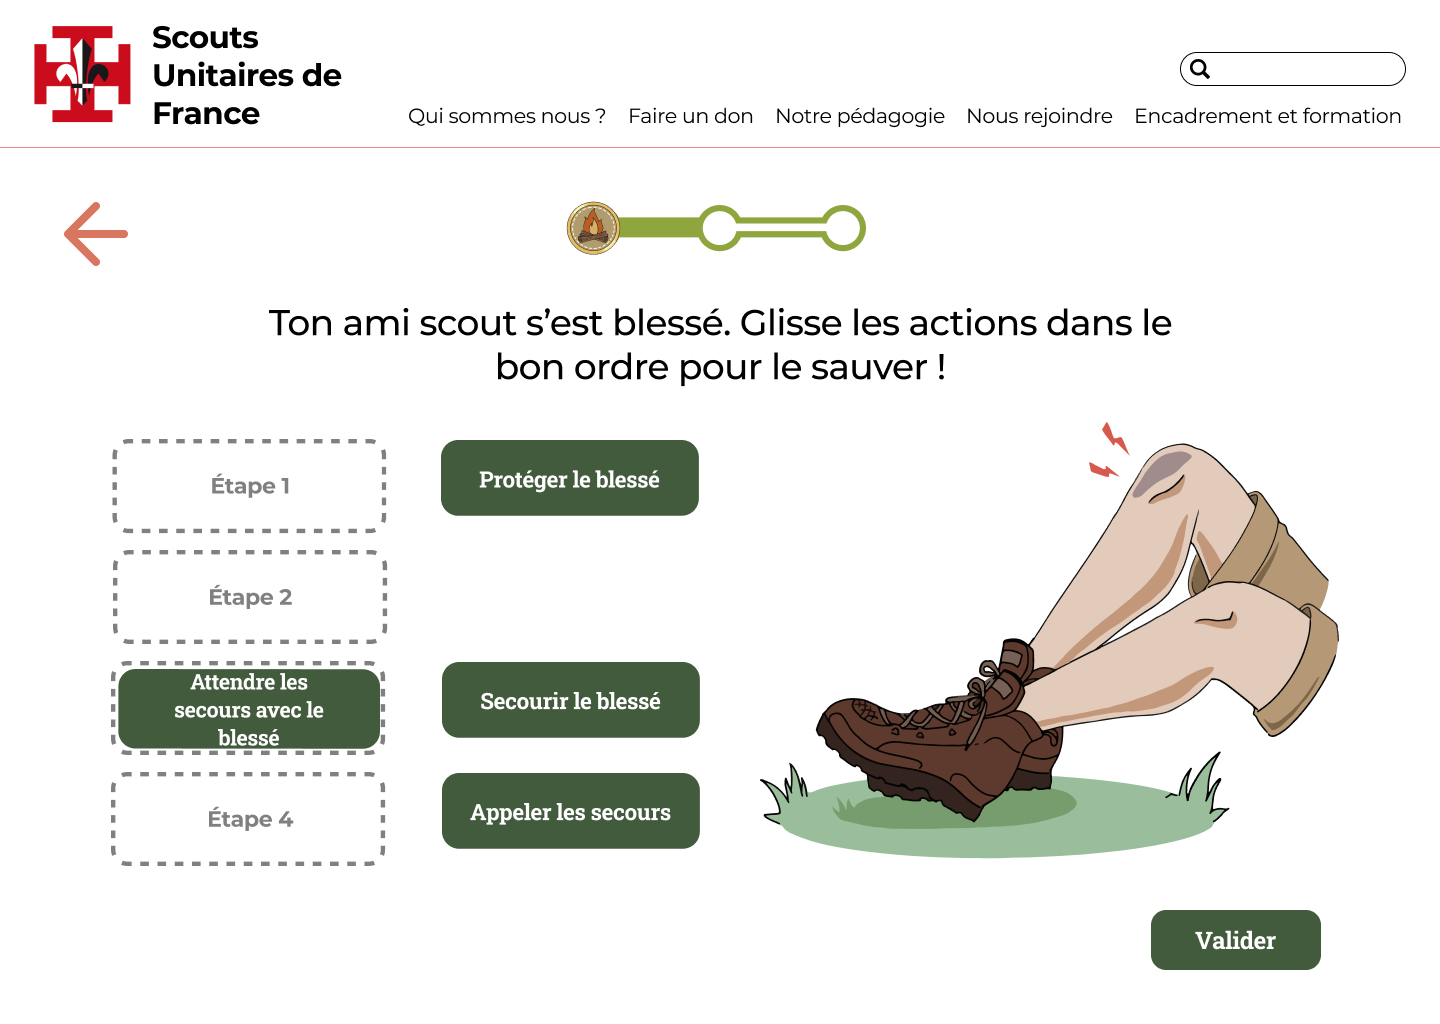 Scouts
Unitaires de
France
Qui sommes nous ?
Faire un don
Notre pédagogie
Nous rejoindre
Encadrement et formation
Ton ami scout s’est blessé. Glisse les actions dans le
bon ordre pour le sauver !
Étape 1
Protéger le blessé
Étape 2
Attendre les
secours avec le
blessé
Secourir le blessé
Étape 4
Appeler les secours
Valider